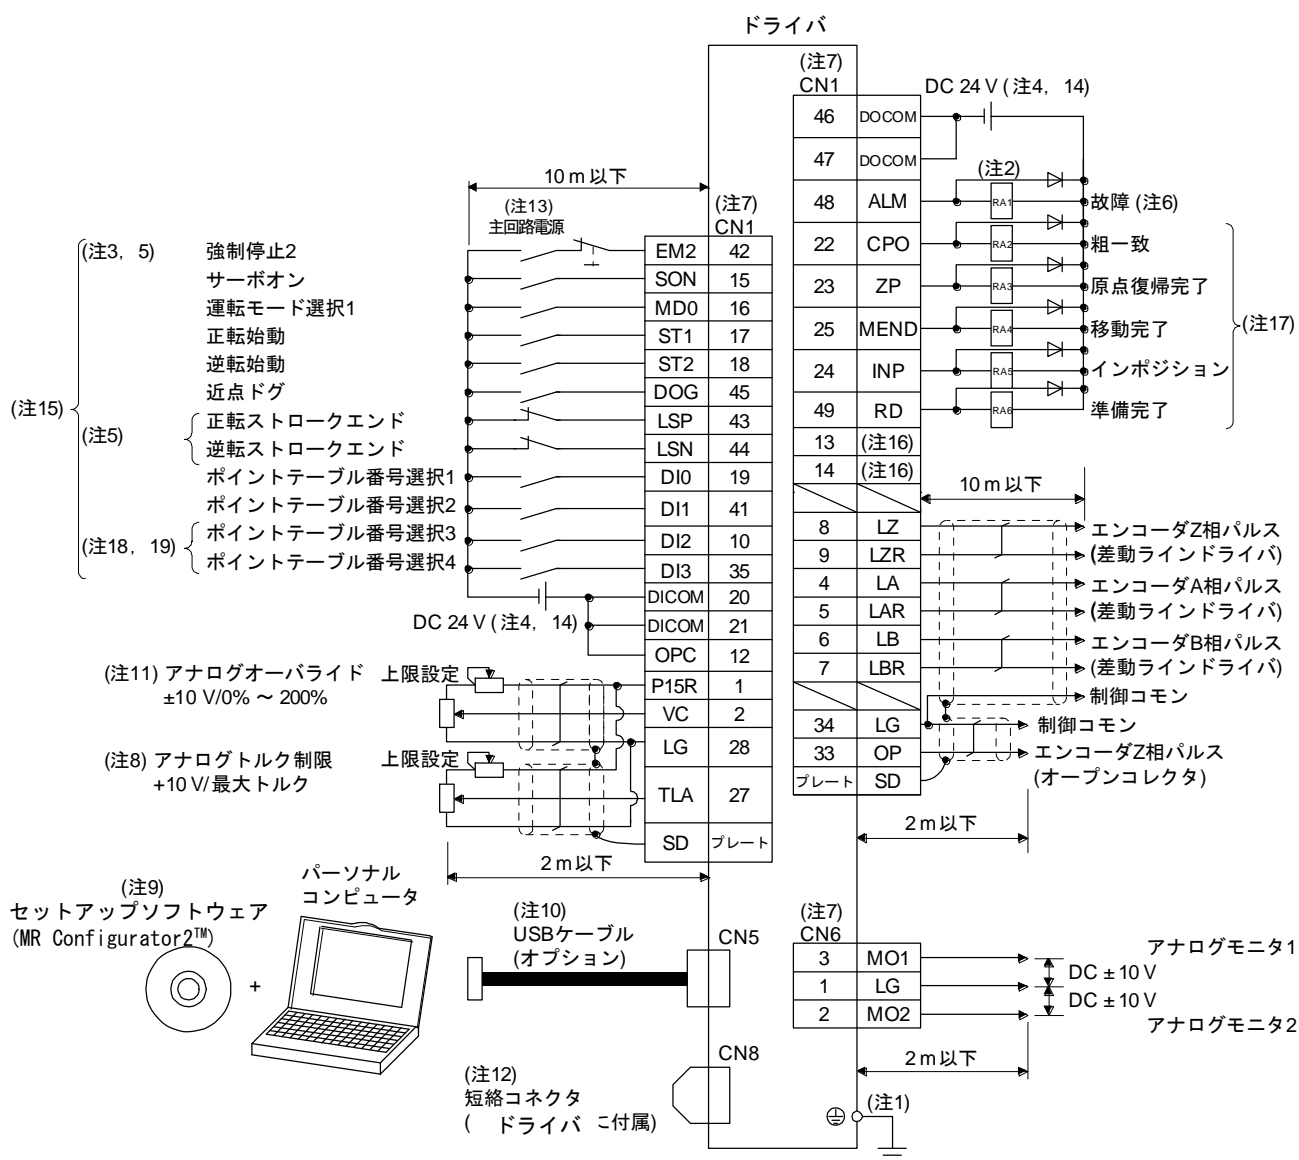 ドライバ
(注7)
CN1
DC 24 V (注4, 14)
46 DOCOM
47 DOCOM
(注2)
48 ALM RA1 故障 (注6)
22 CPO RA2 粗一致
23 ZP RA3 原点復帰完了
25 MEND RA4 移動完了
24 INP RA5 インポジション
49 RD RA6 準備完了
(注17)
13 (注16)
14 (注16)
10 m 以下
8 LZ エンコーダZ相パルス
9 LZR (差動ラインドライバ)
4 LA エンコーダA相パルス
5 LAR (差動ラインドライバ)
6 LB エンコーダB相パルス
7 LBR (差動ラインドライバ)
制御コモン
34 LG 制御コモン
33 OP エンコーダZ相パルス
(オープンコレクタ)
プレート SD
2 m 以下
10 m 以下
(注13)
主回路電源
(注7)
CN1
(注15)
(注3, 5) 強制停止2 EM2 42
サーボオン SON 15
運転モード選択1 MD0 16
正転始動 ST1 17
逆転始動 ST2 18
近点ドグ DOG 45
(注5)
正転ストロークエンド LSP 43
逆転ストロークエンド LSN 44
ポイントテーブル番号選択1 DI0 19
ポイントテーブル番号選択2 DI1 41
(注18, 19)
ポイントテーブル番号選択3 DI2 10
ポイントテーブル番号選択4 DI3 35
DICOM 20
DC 24 V (注4, 14) DICOM 21
OPC 12
(注11) アナログオーバライド 上限設定 P15R 1
±10 V/0% ～ 200%
VC 2
LG 28
(注8) アナログトルク制限 上限設定
+10 V/最大トルク
TLA 27
SD プレート
2 m 以下
(注9)
セットアップソフトウェア
(MR Configurator2™)
+
パーソナル
コンピュータ
(注10)
USBケーブル
(オプション)
CN5
CN8
(注12)
短絡コネクタ
( ドライバ に付属)
(注7)
CN6
3 MO1 アナログモニタ1
DC ± 10 V
1 LG
DC ± 10 V
2 MO2 アナログモニタ2
2 m 以下
(注1)